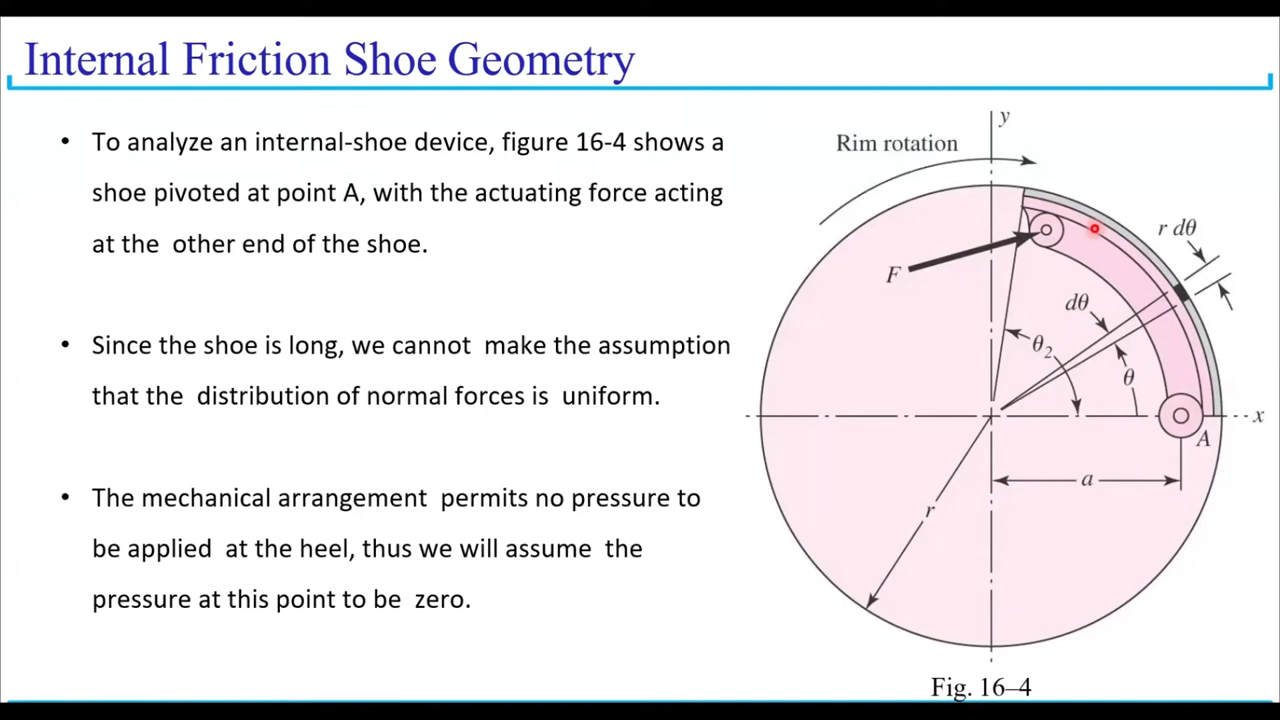 Internal Friction Shoe Geometry
• To analyze an internal-shoe device, figure 16-4 shows a
shoe pivoted at point A, with the actuating force acting
at the other end of the shoe.
• Since the shoe is long, we cannot make the assumption
that the distribution of normal forces is uniform.
• The mechanical arrangement permits no pressure to
be applied at the heel, thus we will assume the
pressure at this point to be zero.
y
Rim rotation
r dθ
F
dθ
θ2
θ
x
A
a
r
Fig. 16–4